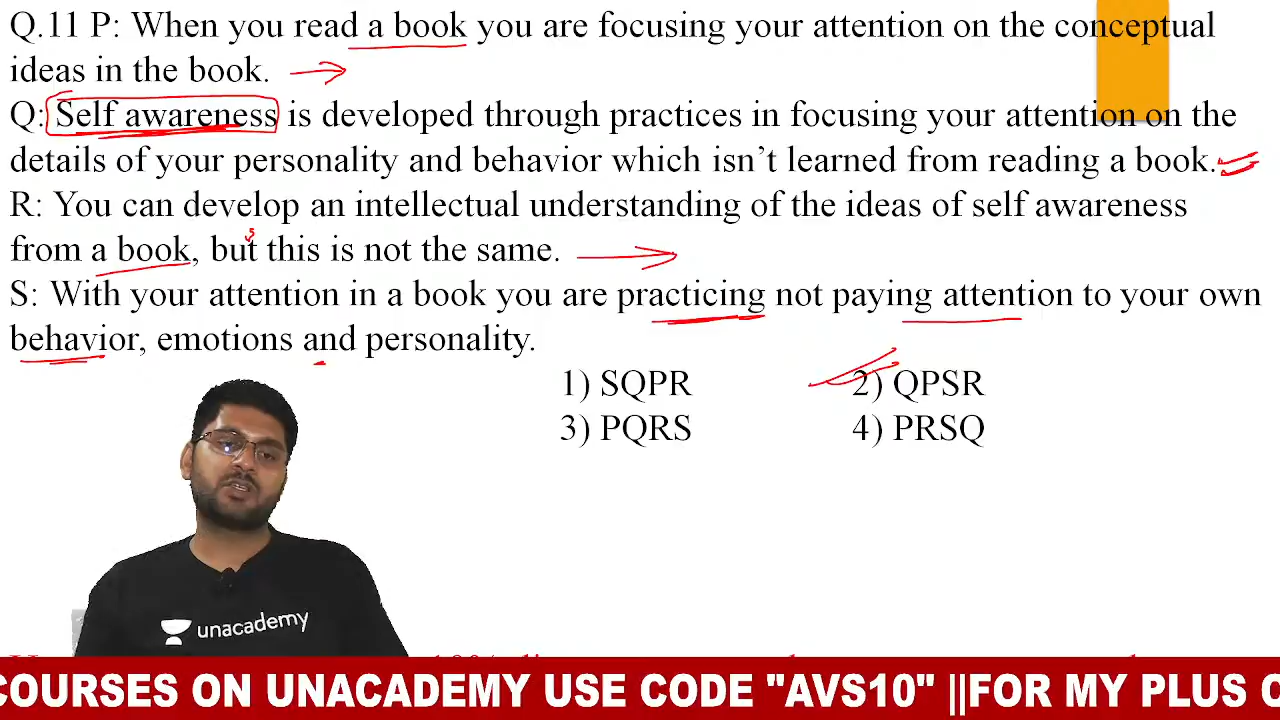 Q.11 P: When you read a book you are focusing your attention on the conceptual
ideas in the book.
Q: Self awareness is developed through practices in focusing your attention on the
details of your personality and behavior which isn’t learned from reading a book.
R: You can develop an intellectual understanding of the ideas of self awareness
from a book, but this is not the same.
S: With your attention in a book you are practicing not paying attention to your own
behavior, emotions and personality.
1) SQPR 2) QPSR
3) PQRS 4) PRSQ
unacademy
COURSES ON UNACADEMY USE CODE "AVS10" ||FOR MY PLUS